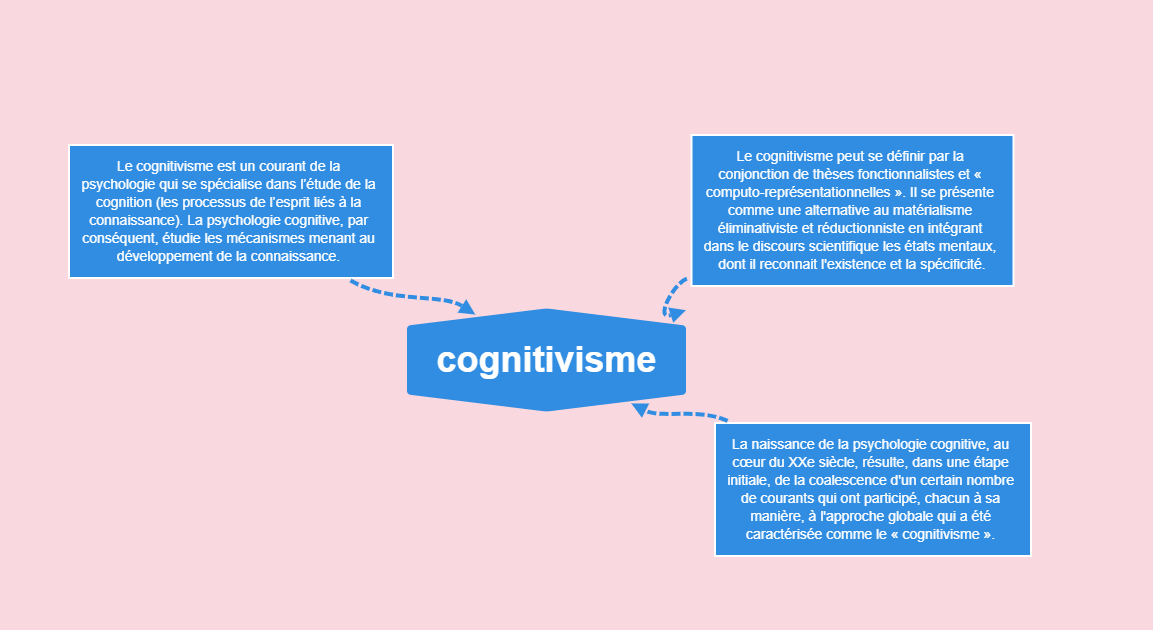 Le cognitivisme est un courant de la
psychologie qui se spécialise dans l’étude de la
cognition (les processus de l’esprit liés à la
connaissance). La psychologie cognitive, par
conséquent, étudie les mécanismes menant au
développement de la connaissance.
Le cognitivisme peut se définir par la
conjonction de thèses fonctionnalistes et «
computo-représentationnelles ». Il se présente
comme une alternative au matérialisme
éliminativiste et réductionniste en intégrant
dans le discours scientifique les états mentaux,
dont il reconnait l'existence et la spécificité.
cognitivisme
La naissance de la psychologie cognitive, au
cœur du XXe siècle, résulte, dans une étape
initiale, de la coalescence d'un certain nombre
de courants qui ont participé, chacun à sa
manière, à l'approche globale qui a été
caractérisée comme le « cognitivisme ».